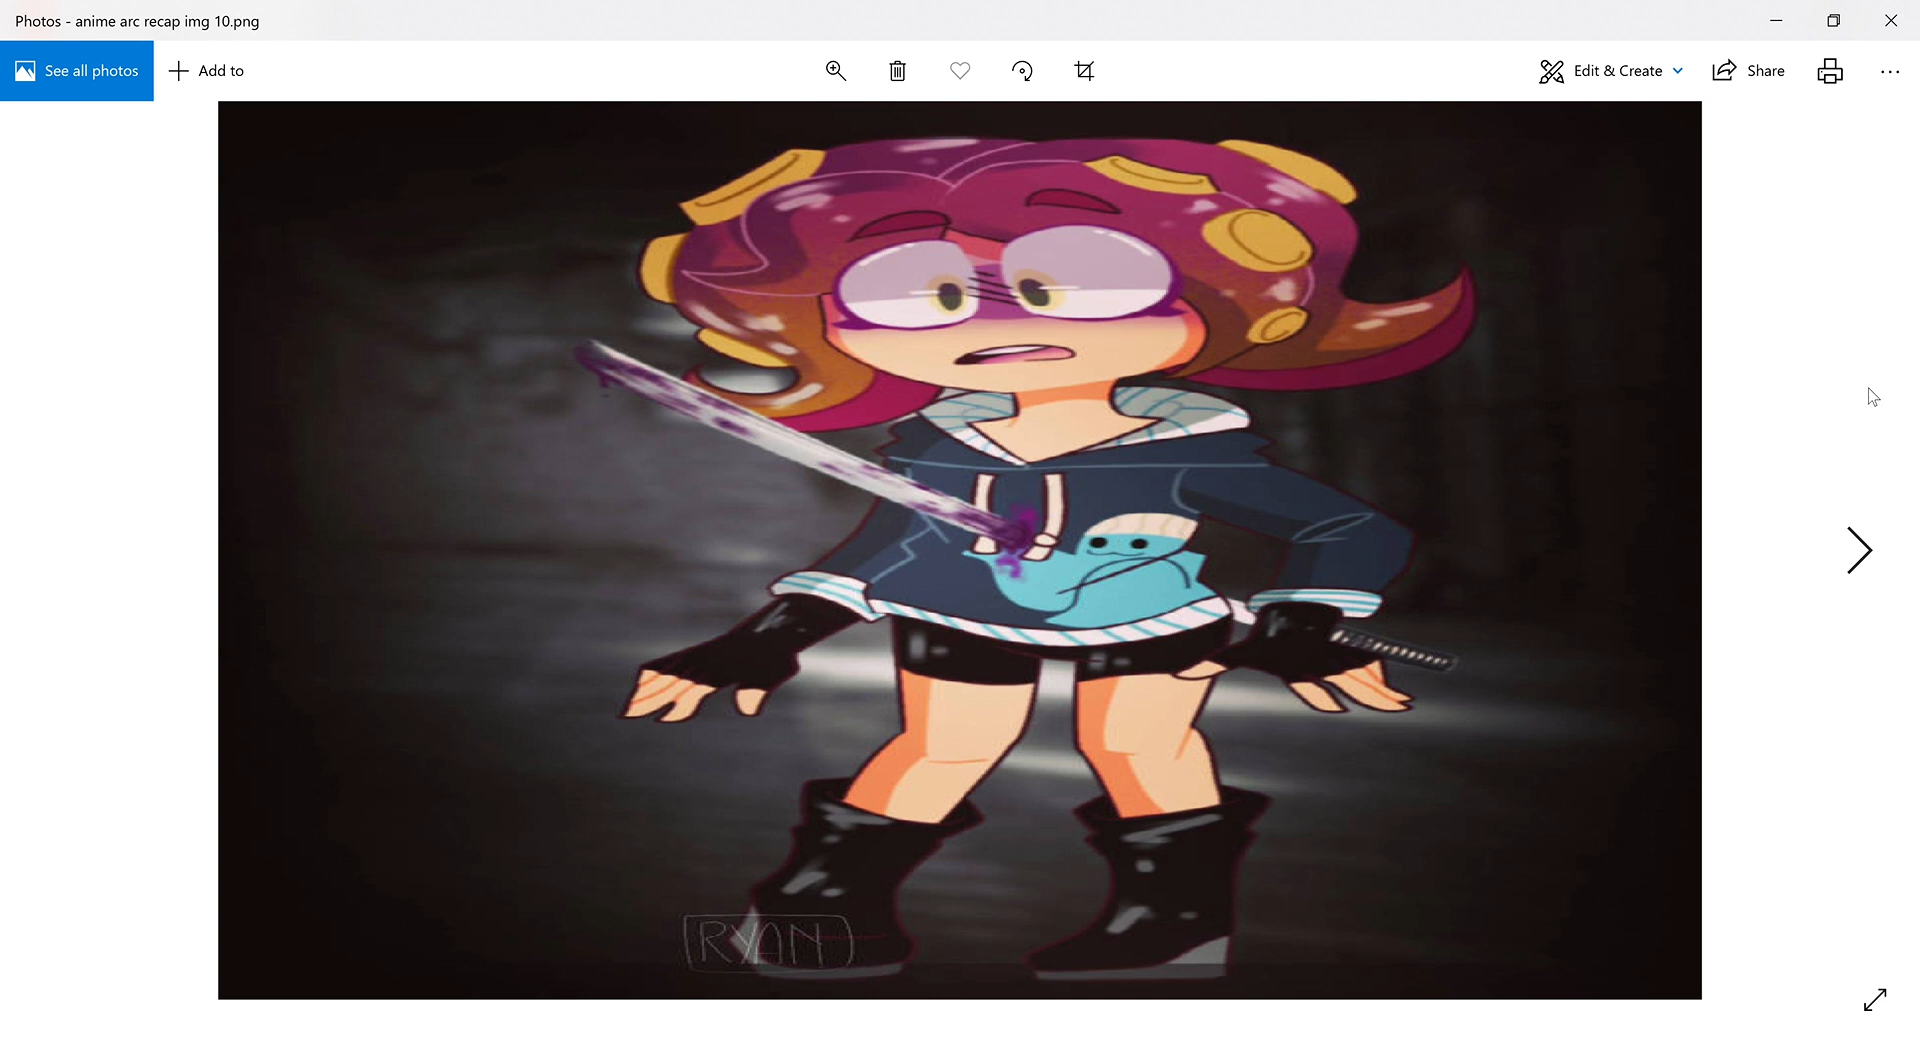 Photos - anime arc recap img 10.png
See all photos
Add to
Edit & Create
Share
RYAN